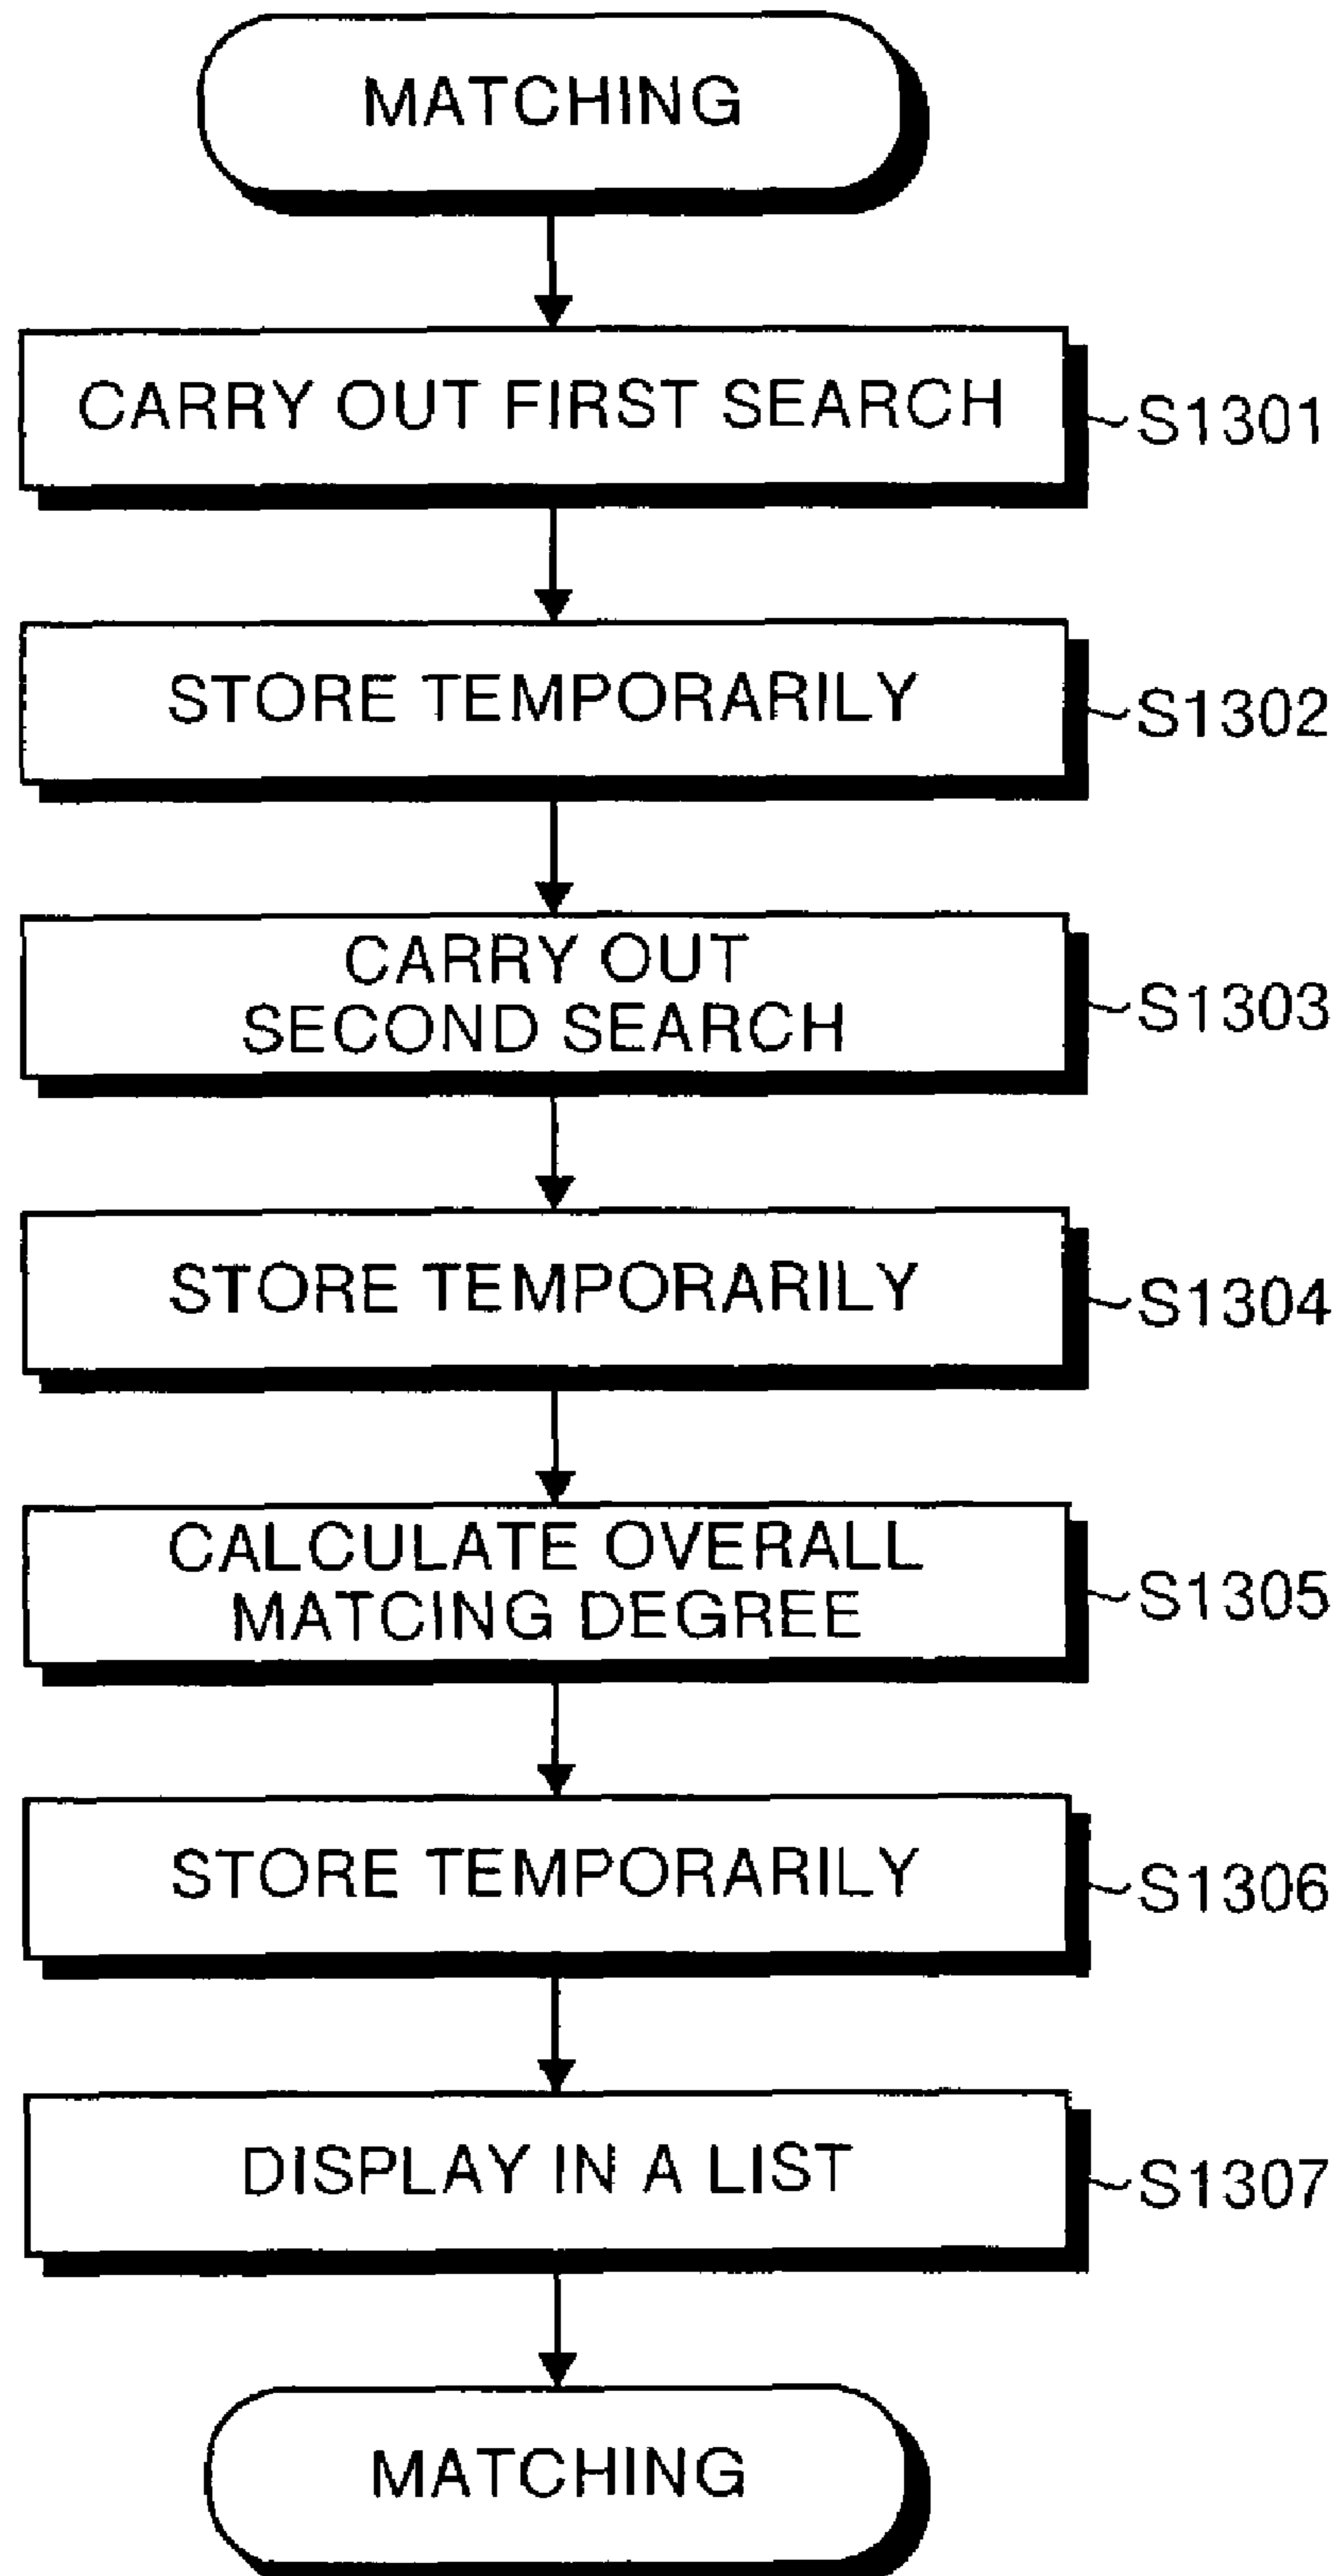 MATCHING
CARRY OUT FIRST SEARCH
S1301
STORE TEMPORARILY
S1302
CARRY OUT
SECOND SEARCH
S1303
STORE TEMPORARILY
S1304
CALCULATE OVERALL
MATCING DEGREE
S1305
STORE TEMPORARILY
S1306
DISPLAY IN A LIST
S1307
MATCHING